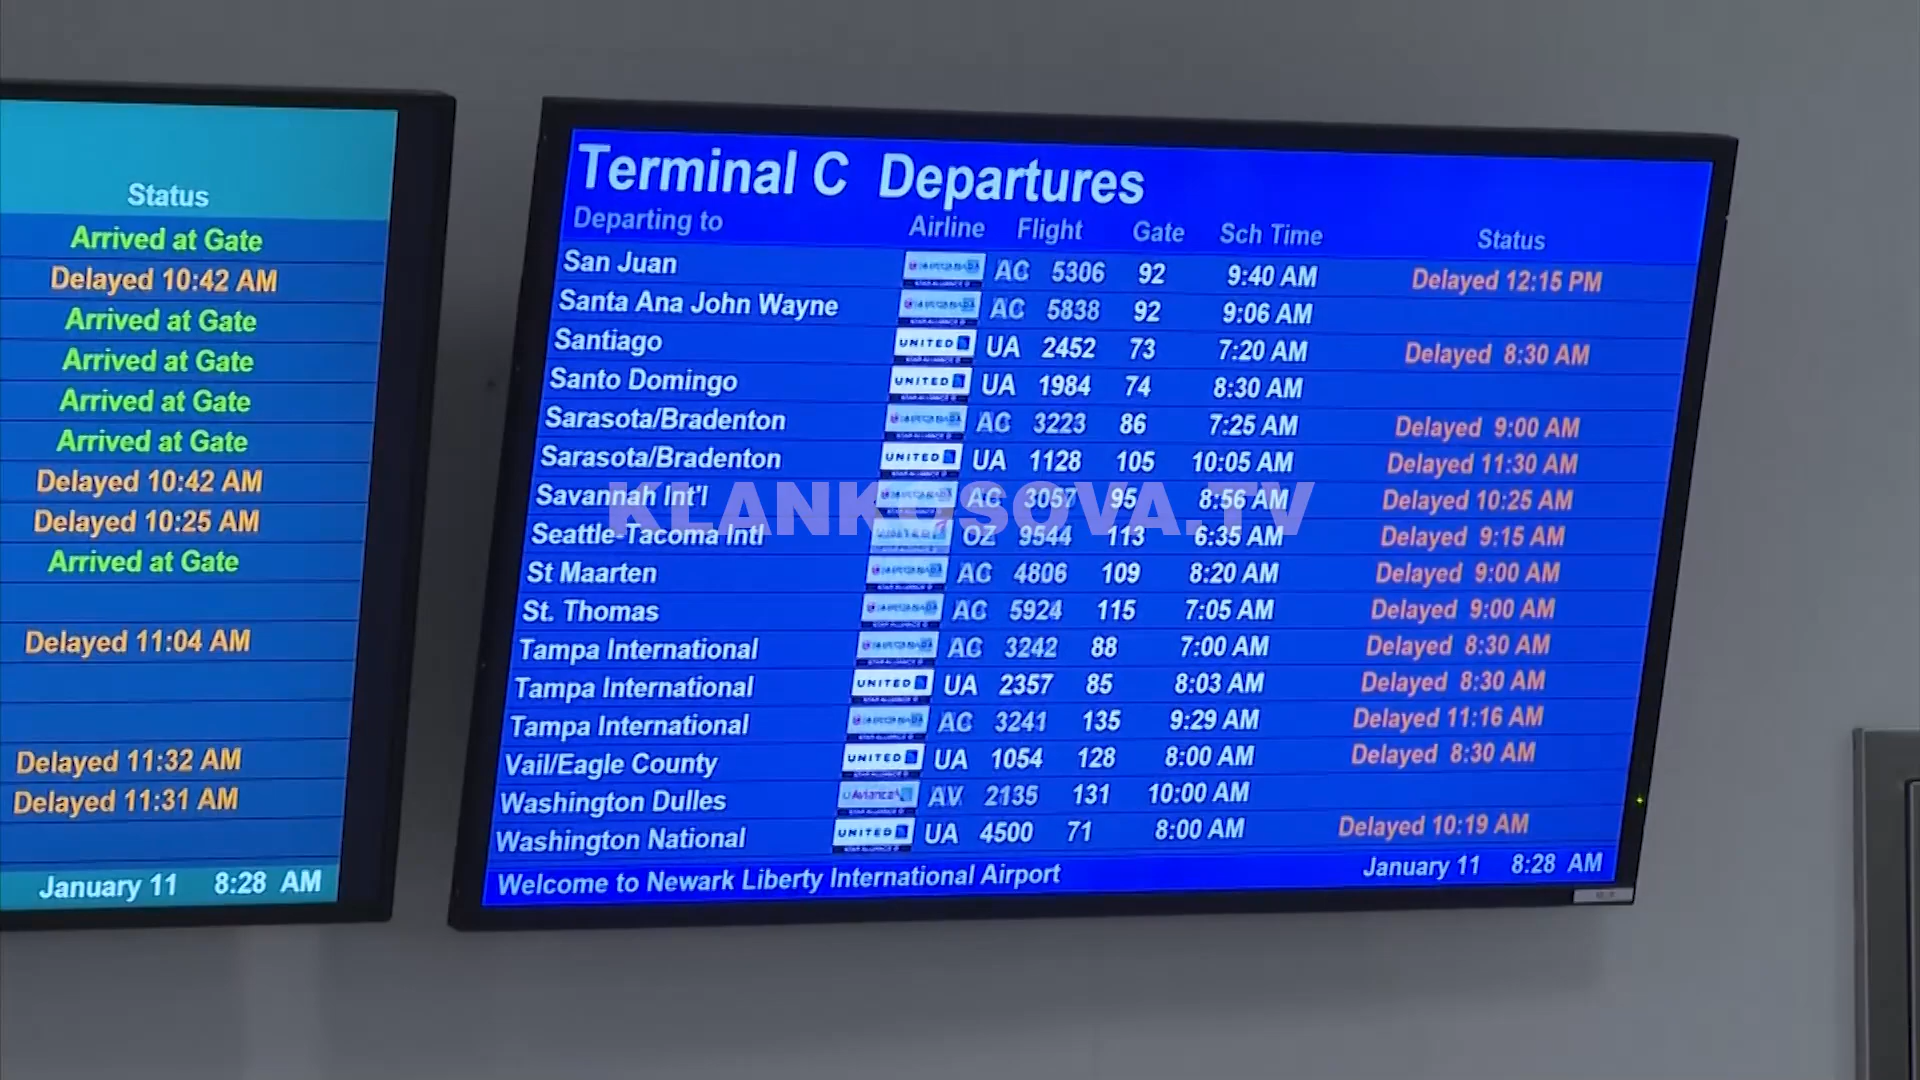 Status
Arrived at Gate
Delayed 10:42 AM
Arrived at Gate
Arrived at Gate
Arrived at Gate
Arrived at Gate
Delayed 10:42 AM
Delayed 10:25 AM
Arrived at Gate
Delayed 11:04 AM
Delayed 11:32 AM
Delayed 11:31 AM
January 11 8:28 AM
Terminal C Departures
Departing to Airline Flight Gate Sch Time Status
San Juan AC 5306 92 9:40 AM Delayed 12:15 PM
Santa Ana John Wayne AC 5838 92 9:06 AM
Santiago UNITED UA 2452 73 7:20 AM Delayed 8:30 AM
Santo Domingo UNITED UA 1984 74 8:30 AM
Sarasota/Bradenton AC 3223 86 7:25 AM Delayed 9:00 AM
Sarasota/Bradenton UNITED UA 1128 105 10:05 AM Delayed 11:30 AM
Savannah Int'l AC 3057 95 8:56 AM Delayed 10:25 AM
Seattle-Tacoma Intl OZ 9544 113 6:35 AM Delayed 9:15 AM
St Maarten AC 4806 109 8:20 AM Delayed 9:00 AM
St. Thomas AC 5924 115 7:05 AM Delayed 9:00 AM
Tampa International AC 3242 88 7:00 AM Delayed 8:30 AM
Tampa International UNITED UA 2357 85 8:03 AM Delayed 8:30 AM
Tampa International AC 3241 135 9:29 AM Delayed 11:16 AM
Vail/Eagle County UNITED UA 1054 128 8:00 AM Delayed 8:30 AM
Washington Dulles AV 2135 131 10:00 AM
Washington National UNITED UA 4500 71 8:00 AM Delayed 10:19 AM
Welcome to Newark Liberty International Airport January 11 8:28 AM
KLANKOSOVA.TV